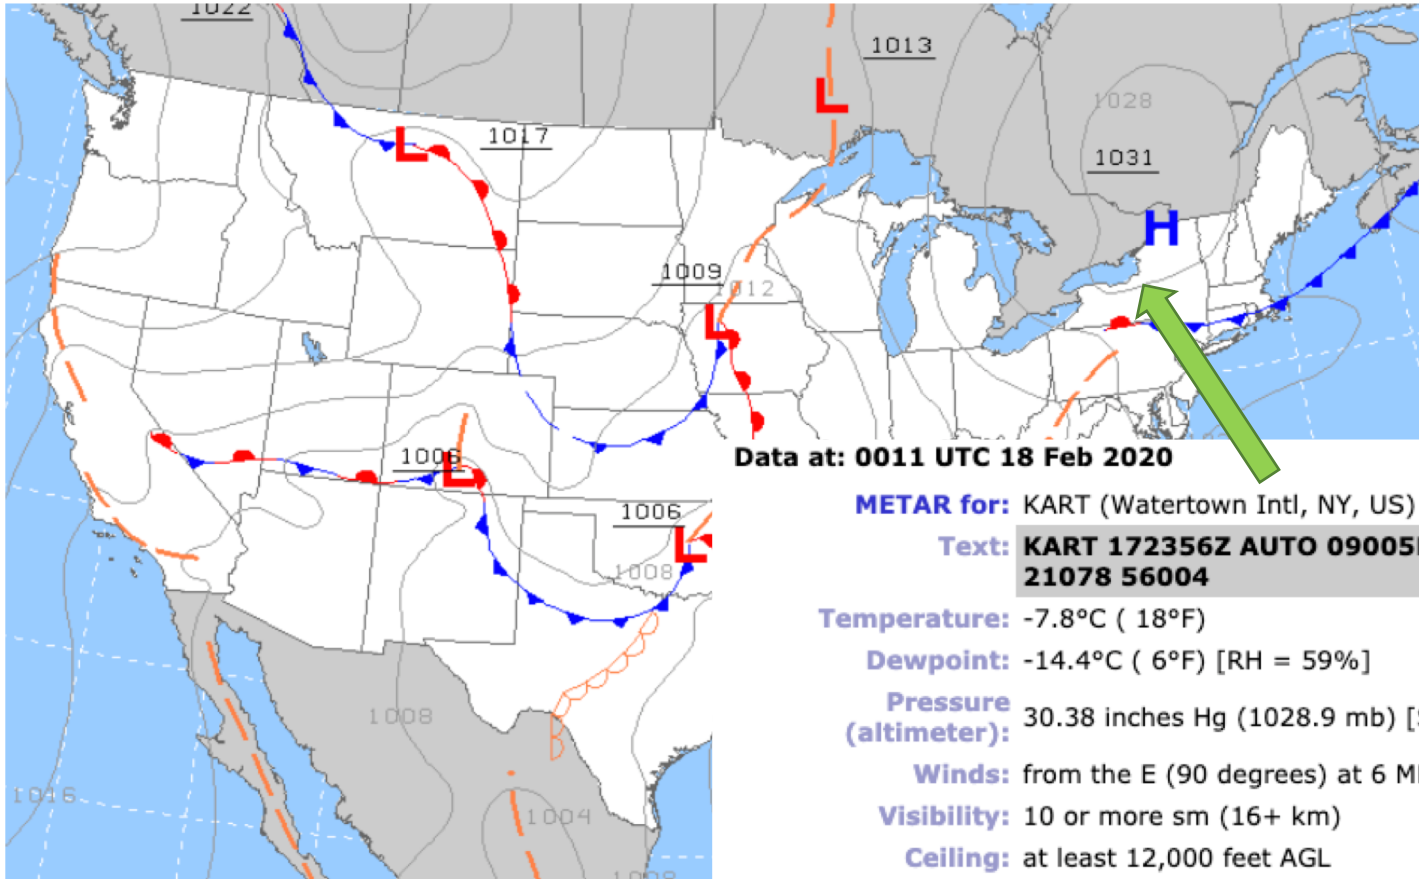 1022
1013
1028
1017
1031
H
L
L
1009
1012
L
1006
L
1006
L
1008
1008
1016
1004
1008
Data at: 0011 UTC 18 Feb 2020
METAR for: KART (Watertown Intl, NY, US)
Text: KART 172356Z AUTO 09005
21078 56004
Temperature: -7.8°C ( 18°F)
Dewpoint: -14.4°C ( 6°F) [RH = 59%]
Pressure
(altimeter): 30.38 inches Hg (1028.9 mb) [
Winds: from the E (90 degrees) at 6 M
Visibility: 10 or more sm (16+ km)
Ceiling: at least 12,000 feet AGL